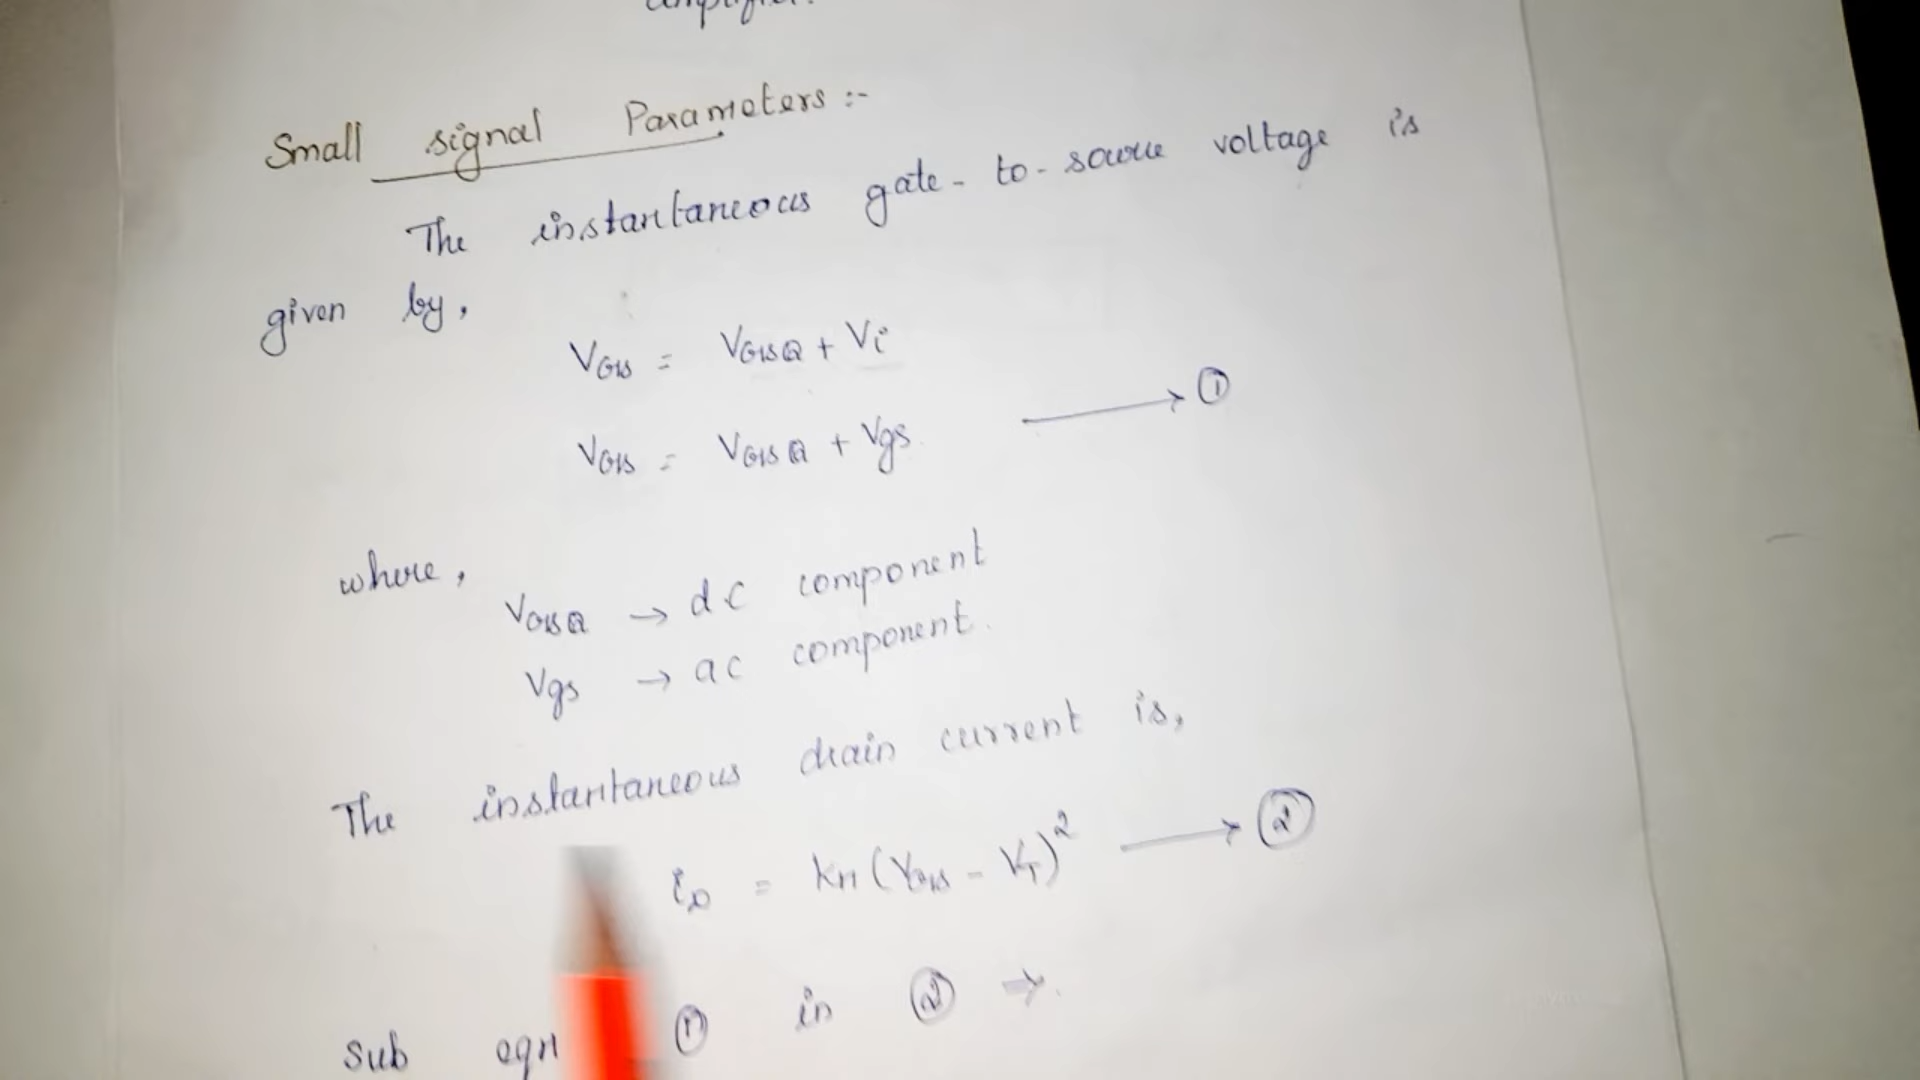 amplifier.
Small signal Parameters :-
The instantaneous gate-to-source voltage is
given by,
VGS = VGSQ + Vi
VGS = VGSQ + Vgs ⟶ ①
where,
VGSQ → dc component
Vgs → ac component.
The instantaneous drain current is,
iD = kn (VGS - VT)² ⟶ ②
Sub eqn ① in ② ⇒